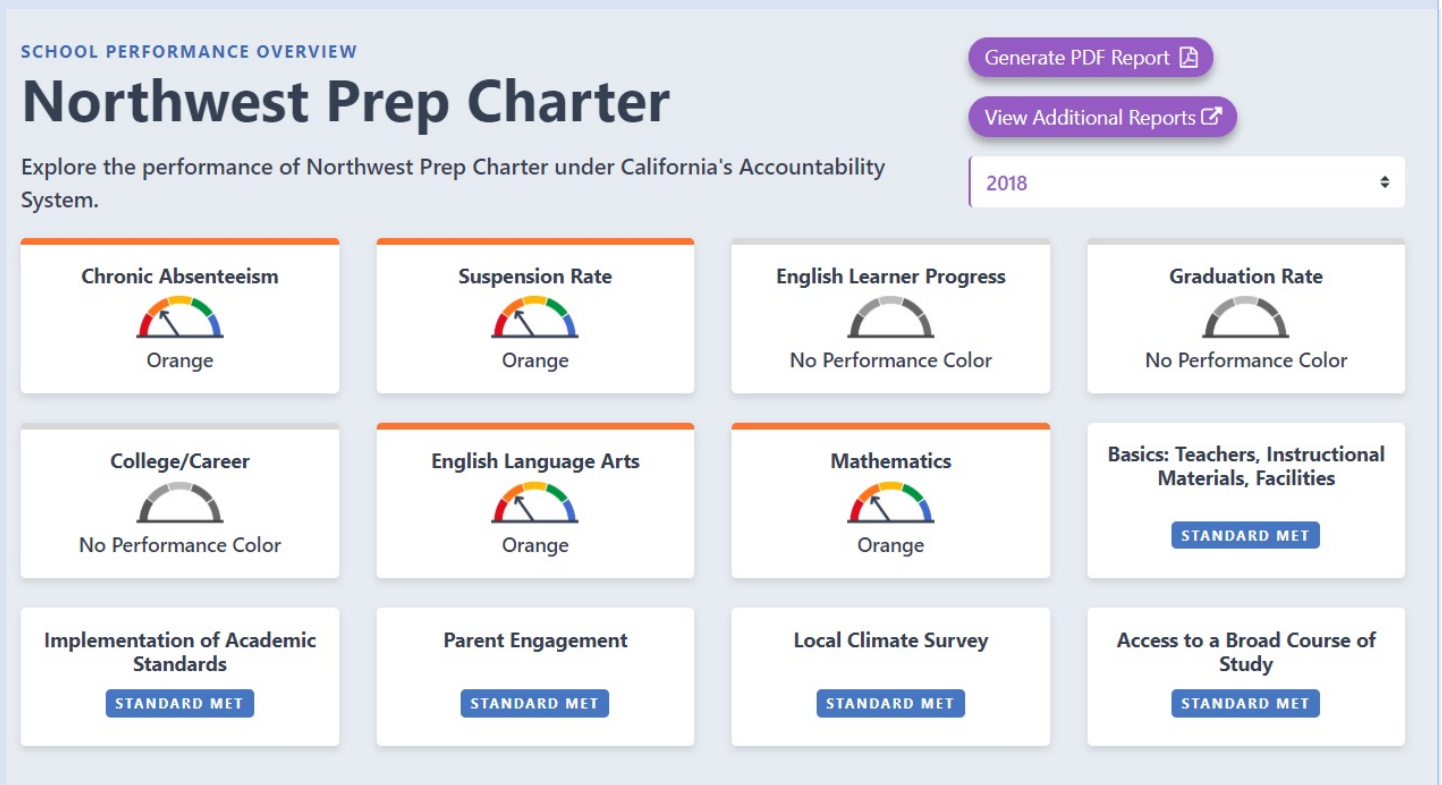 SCHOOL PERFORMANCE OVERVIEW
Northwest Prep Charter
Explore the performance of Northwest Prep Charter under California's Accountability
System.
Generate PDF Report
View Additional Reports
2018
Chronic Absenteeism
Orange
Suspension Rate
Orange
English Learner Progress
No Performance Color
Graduation Rate
No Performance Color
College/Career
No Performance Color
English Language Arts
Orange
Mathematics
Orange
Basics: Teachers, Instructional
Materials, Facilities
STANDARD MET
Implementation of Academic
Standards
STANDARD MET
Parent Engagement
STANDARD MET
Local Climate Survey
STANDARD MET
Access to a Broad Course of
Study
STANDARD MET